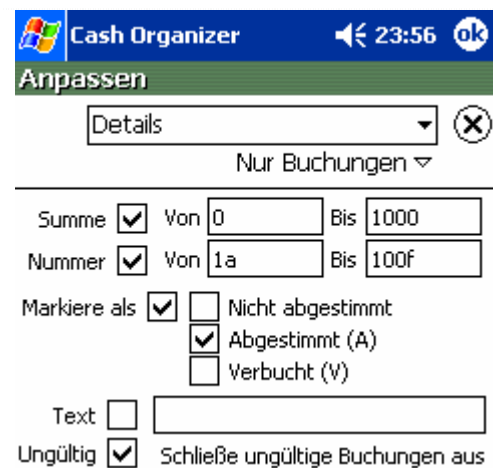 Cash Organizer 23:56 ok
Anpassen
Details
Nur Buchungen
Summe Von 0 Bis 1000
Nummer Von 1a Bis 100f
Markiere als Nicht abgestimmt
Abgestimmt (A)
Verbucht (V)
Text
Ungültig Schließe ungültige Buchungen aus